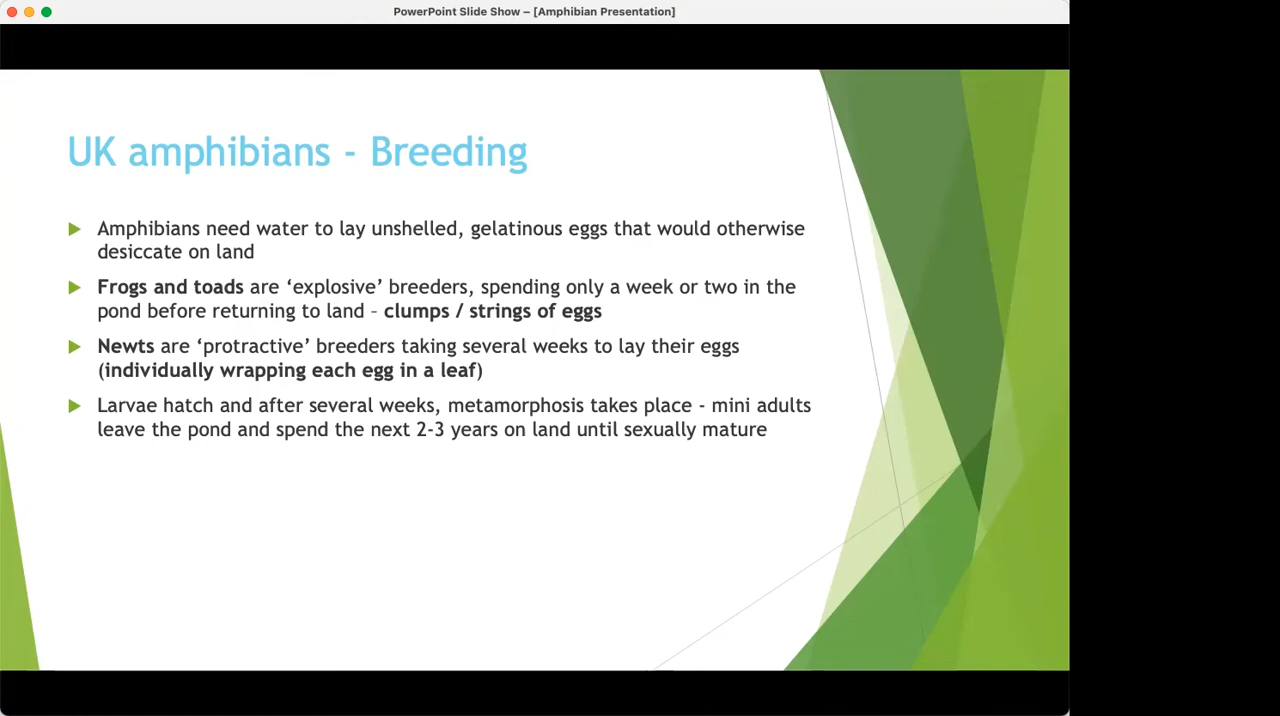 PowerPoint Slide Show – [Amphibian Presentation]
UK amphibians - Breeding
Amphibians need water to lay unshelled, gelatinous eggs that would otherwise
desiccate on land
Frogs and toads are ‘explosive’ breeders, spending only a week or two in the
pond before returning to land – clumps / strings of eggs
Newts are ‘protractive’ breeders taking several weeks to lay their eggs
(individually wrapping each egg in a leaf)
Larvae hatch and after several weeks, metamorphosis takes place - mini adults
leave the pond and spend the next 2-3 years on land until sexually mature